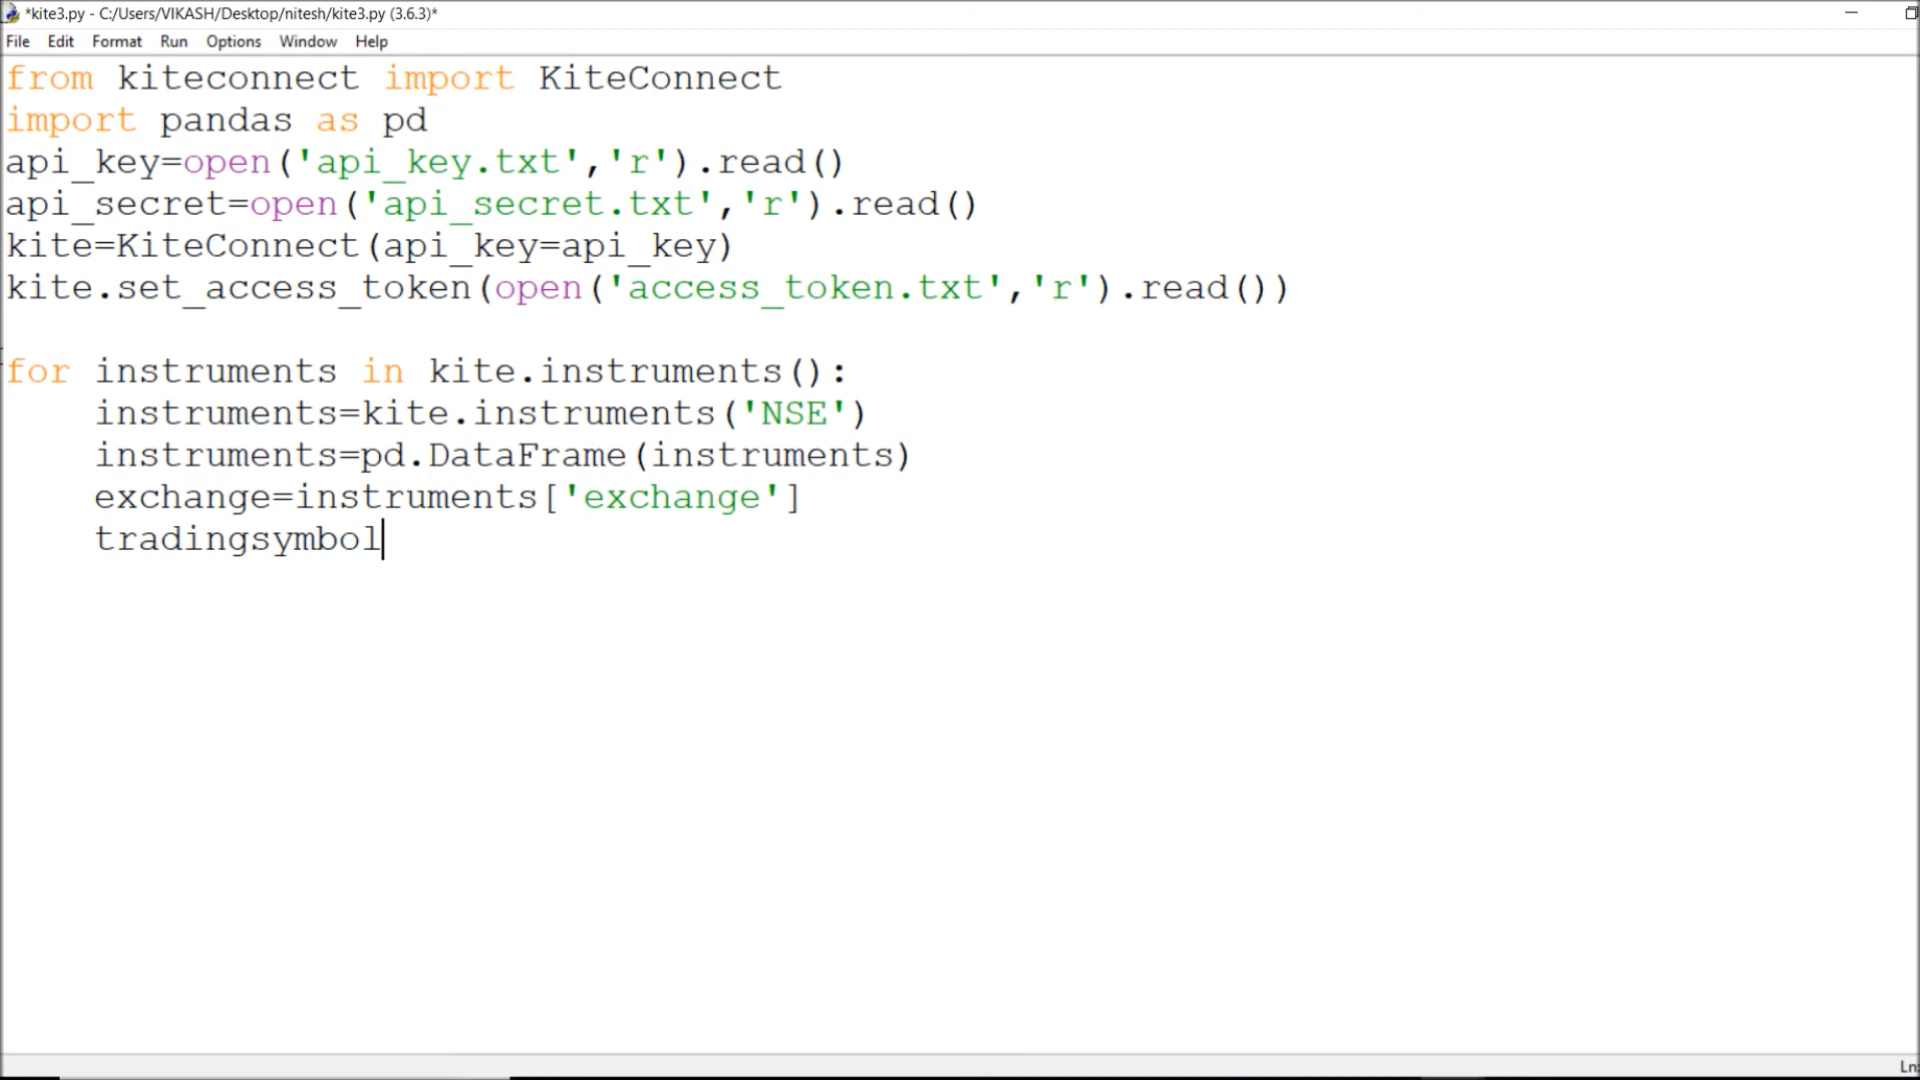 *kite3.py - C:/Users/VIKASH/Desktop/nitesh/kite3.py (3.6.3)*
File Edit Format Run Options Window Help
from kiteconnect import KiteConnect
import pandas as pd
api_key=open('api_key.txt','r').read()
api_secret=open('api_secret.txt','r').read()
kite=KiteConnect(api_key=api_key)
kite.set_access_token(open('access_token.txt','r').read())
for instruments in kite.instruments():
    instruments=kite.instruments('NSE')
    instruments=pd.DataFrame(instruments)
    exchange=instruments['exchange']
    tradingsymbol
Ln